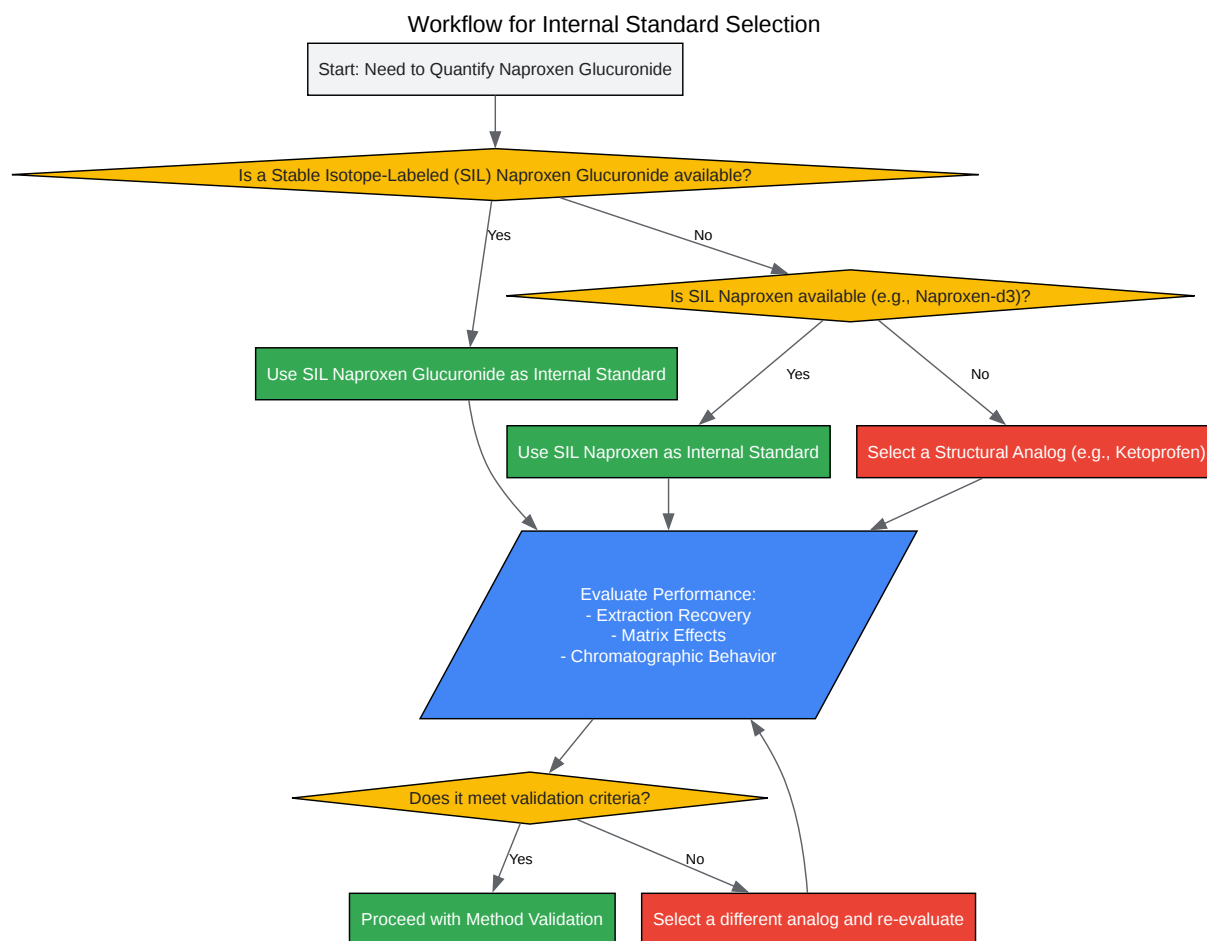 Workflow for Internal Standard Selection
Start: Need to Quantify Naproxen Glucuronide
Is a Stable Isotope-Labeled (SIL) Naproxen Glucuronide available?
Yes
No
Is SIL Naproxen available (e.g., Naproxen-d3)?
Use SIL Naproxen Glucuronide as Internal Standard
Yes
No
Use SIL Naproxen as Internal Standard
Select a Structural Analog (e.g., Ketoprofen)
Evaluate Performance:
- Extraction Recovery
- Matrix Effects
- Chromatographic Behavior
Does it meet validation criteria?
Yes
No
Proceed with Method Validation
Select a different analog and re-evaluate